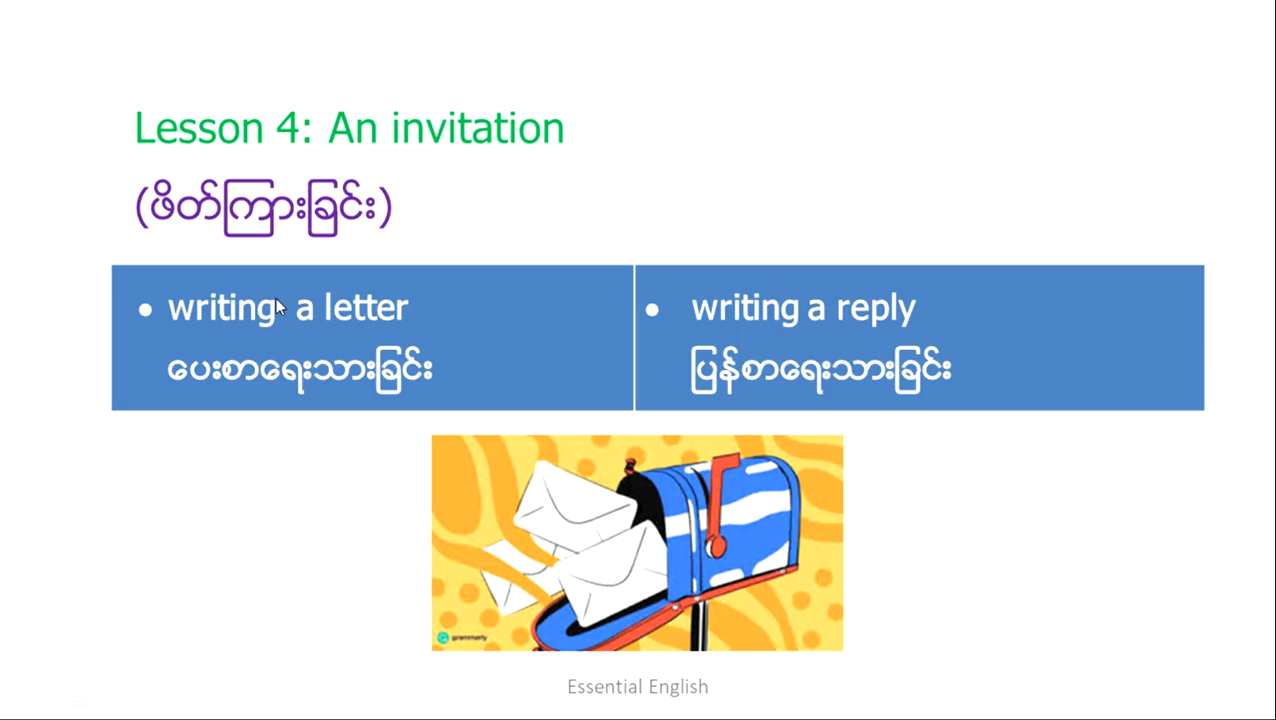 Lesson 4: An invitation
(ဖိတ်ကြားခြင်း)
• writing a letter
ပေးစာရေးသားခြင်း
• writing a reply
ပြန်စာရေးသားခြင်း
grammarly
Essential English